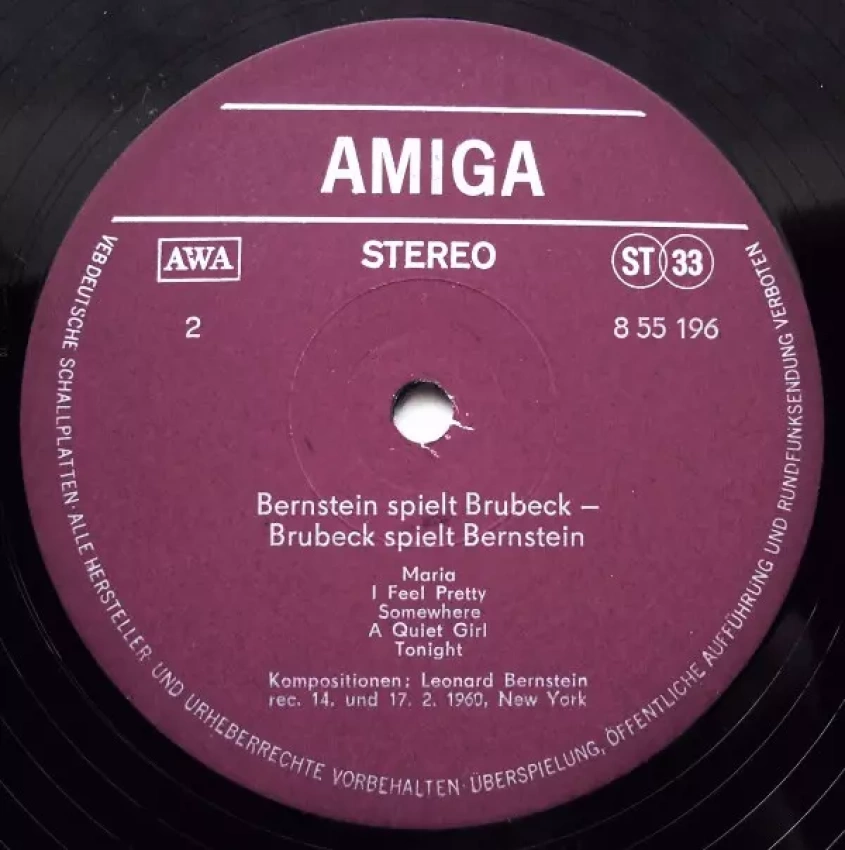 AMIGA
AWA
STEREO
ST 33
2
8 55 196
Bernstein spielt Brubeck –
Brubeck spielt Bernstein
Maria
I Feel Pretty
Somewhere
A Quiet Girl
Tonight
Kompositionen: Leonard Bernstein
rec. 14. und 17. 2. 1960, New York
VEB DEUTSCHE SCHALLPLATTEN · ALLE HERSTELLER- UND URHEBERRECHTE VORBEHALTEN · ÜBERSPIELUNG, ÖFFENTLICHE AUFFÜHRUNG UND RUNDFUNKSENDUNG VERBOTEN